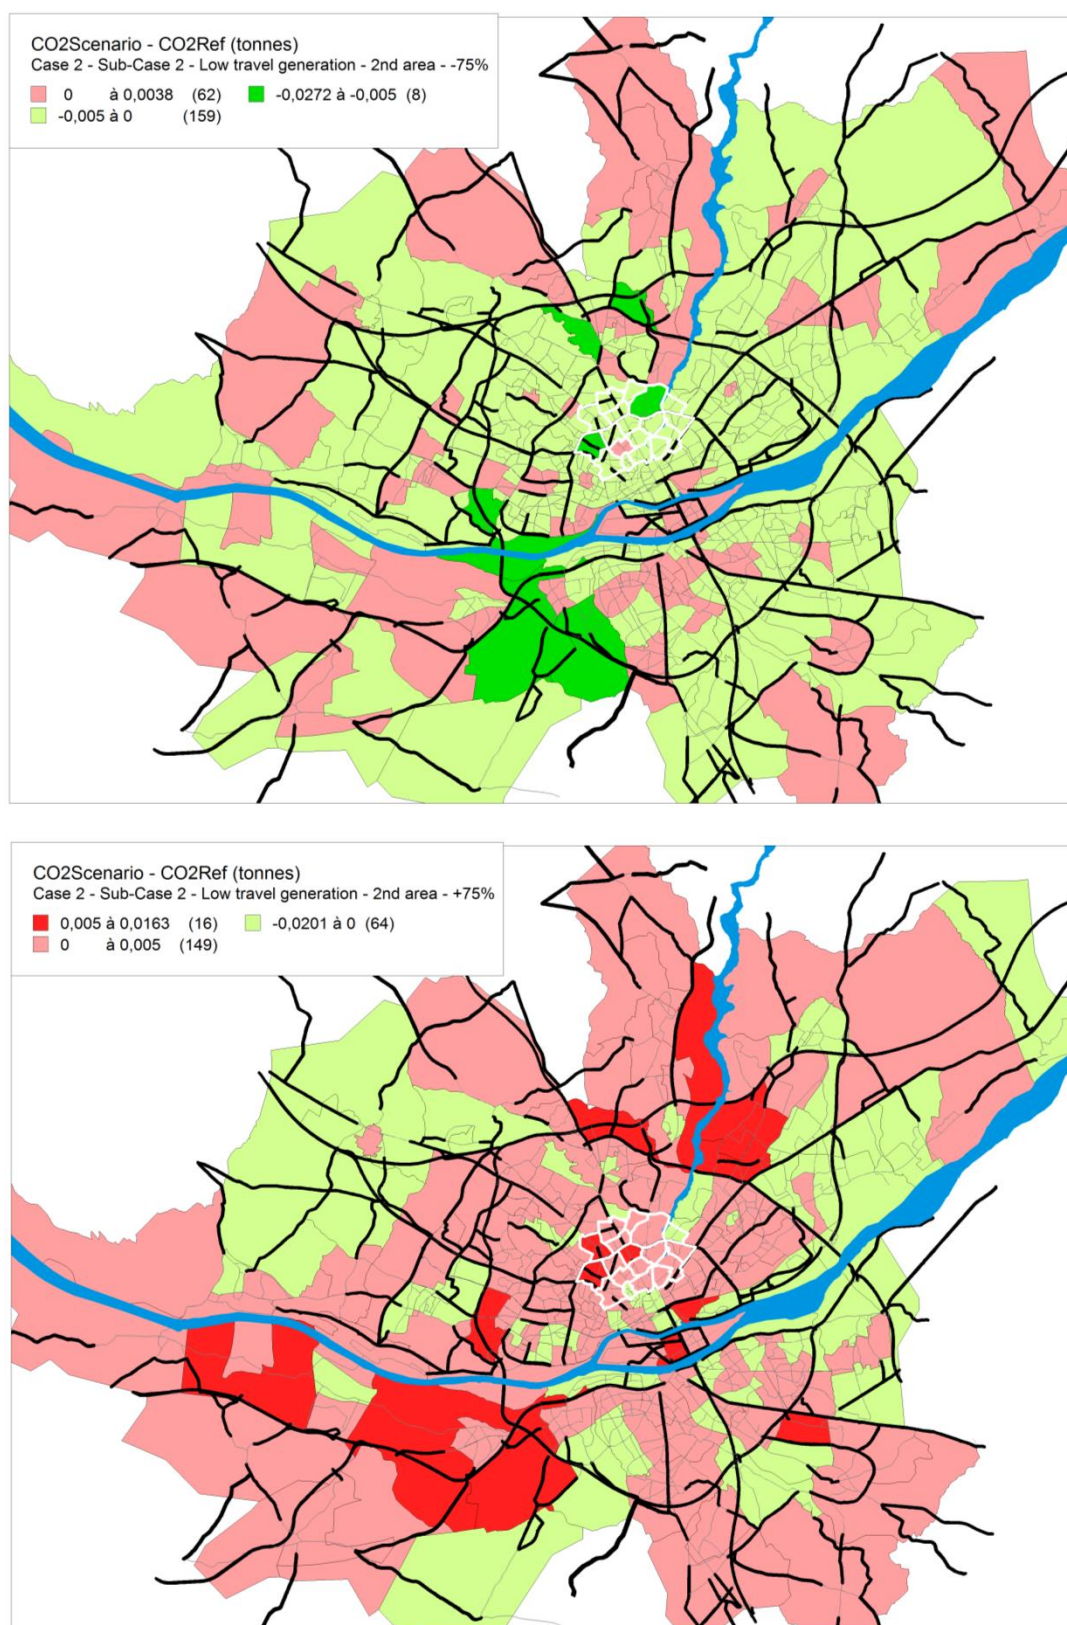 CO2Scenario - CO2Ref (tonnes)
Case 2 - Sub-Case 2 - Low travel generation - 2nd area - -75%
0 à 0,0038 (62) -0,0272 à -0,005 (8)
-0,005 à 0 (159)
CO2Scenario - CO2Ref (tonnes)
Case 2 - Sub-Case 2 - Low travel generation - 2nd area - +75%
0,005 à 0,0163 (16) -0,0201 à 0 (64)
0 à 0,005 (149)